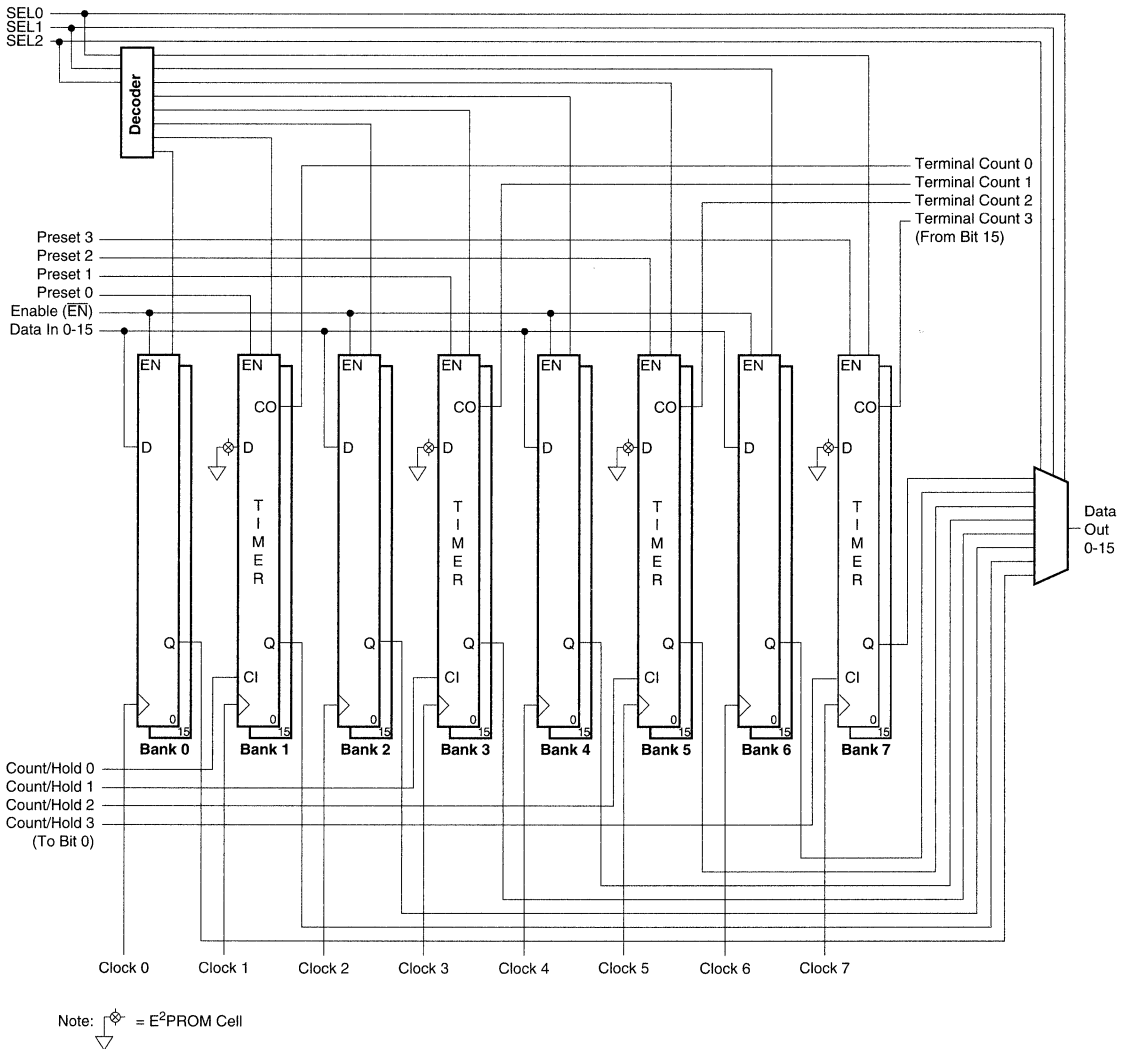 SEL0
SEL1
SEL2
Decoder
Terminal Count 0
Terminal Count 1
Terminal Count 2
Terminal Count 3
(From Bit 15)
Preset 3
Preset 2
Preset 1
Preset 0
Enable (EN)
Data In 0-15
EN EN EN EN EN EN EN EN
CO CO CO CO
D D D D D D D D
TIMER TIMER TIMER TIMER
Data
Out
0-15
Q Q Q Q Q Q Q Q
CI CI CI CI
0 0 0 0 0 0 0 0
15 15 15 15 15 15 15 15
Bank 0 Bank 1 Bank 2 Bank 3 Bank 4 Bank 5 Bank 6 Bank 7
Count/Hold 0
Count/Hold 1
Count/Hold 2
Count/Hold 3
(To Bit 0)
Clock 0 Clock 1 Clock 2 Clock 3 Clock 4 Clock 5 Clock 6 Clock 7
Note: = E²PROM Cell